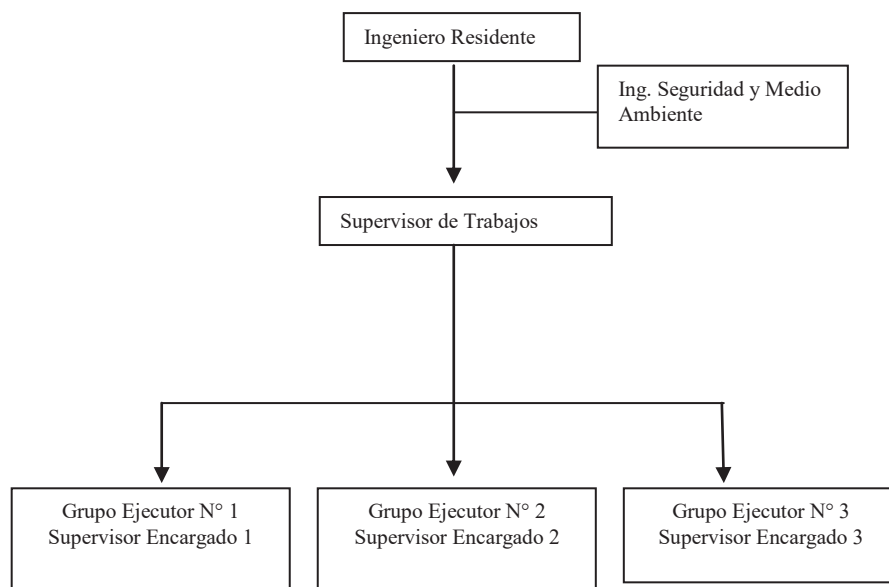 Ingeniero Residente
Ing. Seguridad y Medio
Ambiente
Supervisor de Trabajos
Grupo Ejecutor N° 1
Supervisor Encargado 1
Grupo Ejecutor N° 2
Supervisor Encargado 2
Grupo Ejecutor N° 3
Supervisor Encargado 3